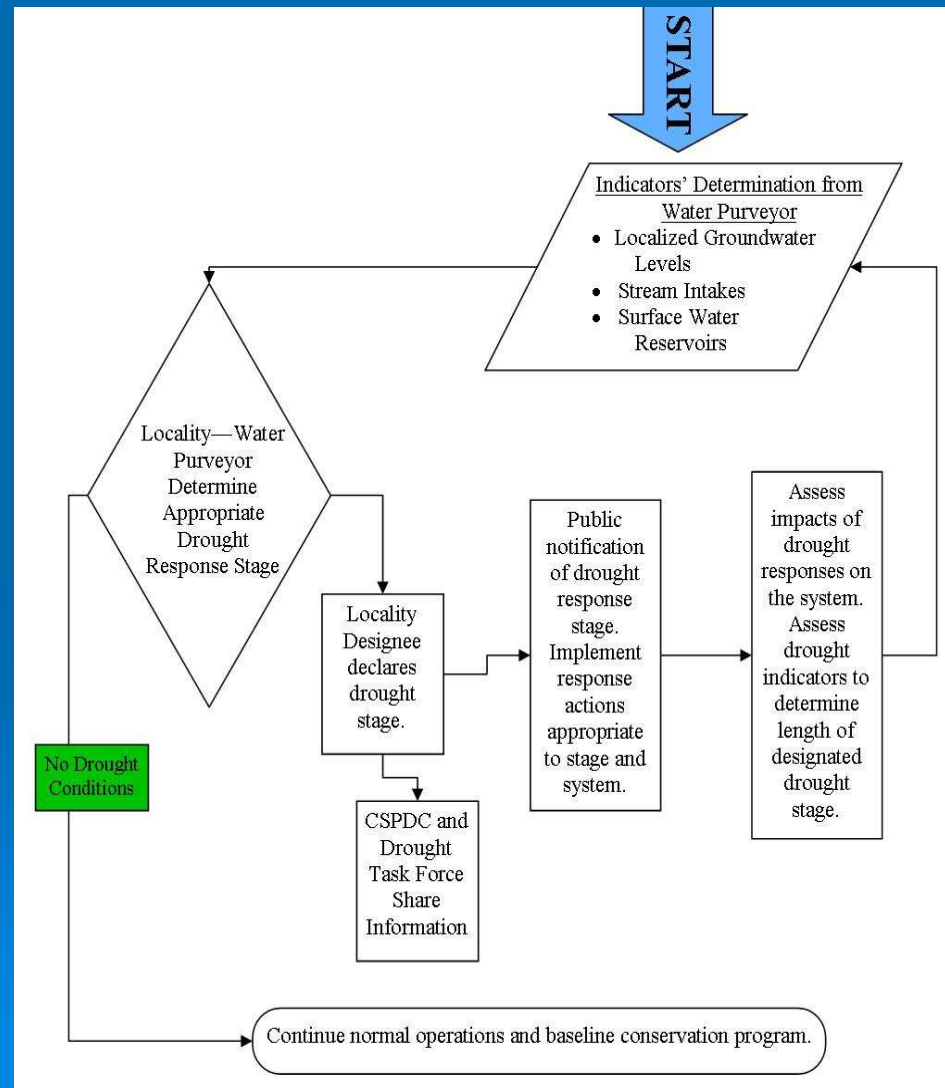 START
Indicators' Determination from
Water Purveyor
• Localized Groundwater
Levels
• Stream Intakes
• Surface Water
Reservoirs
Locality—Water
Purveyor
Determine
Appropriate
Drought
Response Stage
Locality
Designee
declares
drought
stage.
Public
notification
of drought
response
stage.
Implement
response
actions
appropriate
to stage and
system.
Assess
impacts of
drought
responses on
the system.
Assess
drought
indicators to
determine
length of
designated
drought
stage.
No Drought
Conditions
CSPDC and
Drought
Task Force
Share
Information
Continue normal operations and baseline conservation program.